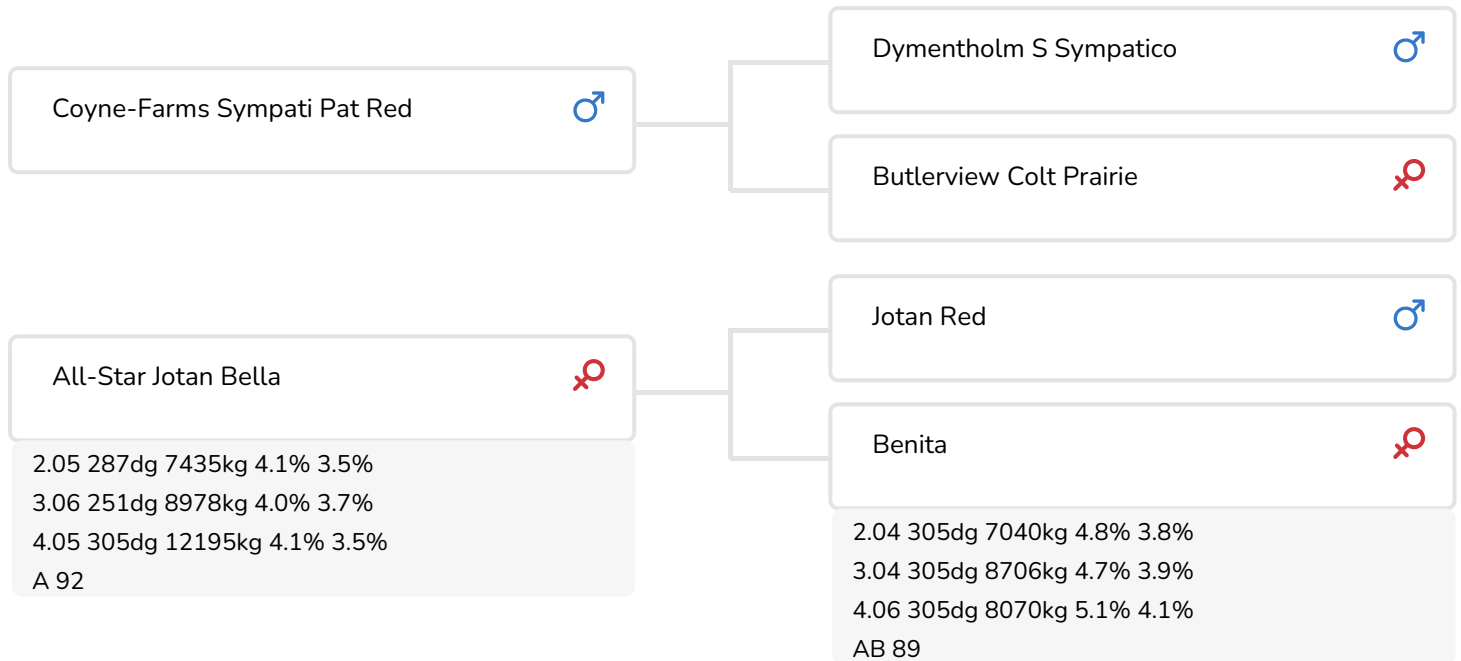 Dymentholm S Sympatico
Coyne-Farms Sympati Pat Red
Butlerview Colt Prairie
Jotan Red
All-Star Jotan Bella
2.05 287dg 7435kg 4.1% 3.5%
3.06 251dg 8978kg 4.0% 3.7%
4.05 305dg 12195kg 4.1% 3.5%
A 92
Benita
2.04 305dg 7040kg 4.8% 3.8%
3.04 305dg 8706kg 4.7% 3.9%
4.06 305dg 8070kg 5.1% 4.1%
AB 89